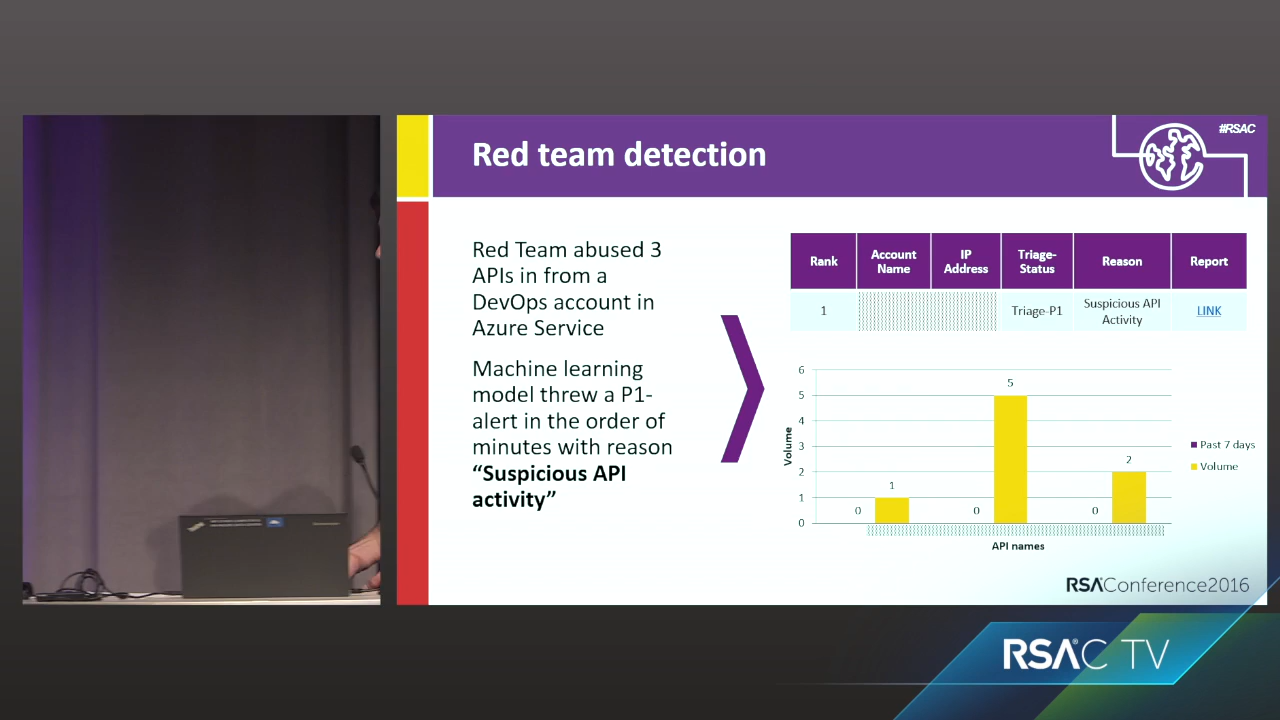 Red team detection
#RSAC
Red Team abused 3
APIs in from a
DevOps account in
Azure Service
Machine learning
model threw a P1-
alert in the order of
minutes with reason
“Suspicious API
activity”
Rank
Account
Name
IP
Address
Triage-
Status
Reason
Report
1
Triage-P1
Suspicious API
Activity
LINK
Volume
6
5
4
3
2
1
0
0
1
0
5
0
2
API names
Past 7 days
Volume
RSAConference2016
RSAC TV